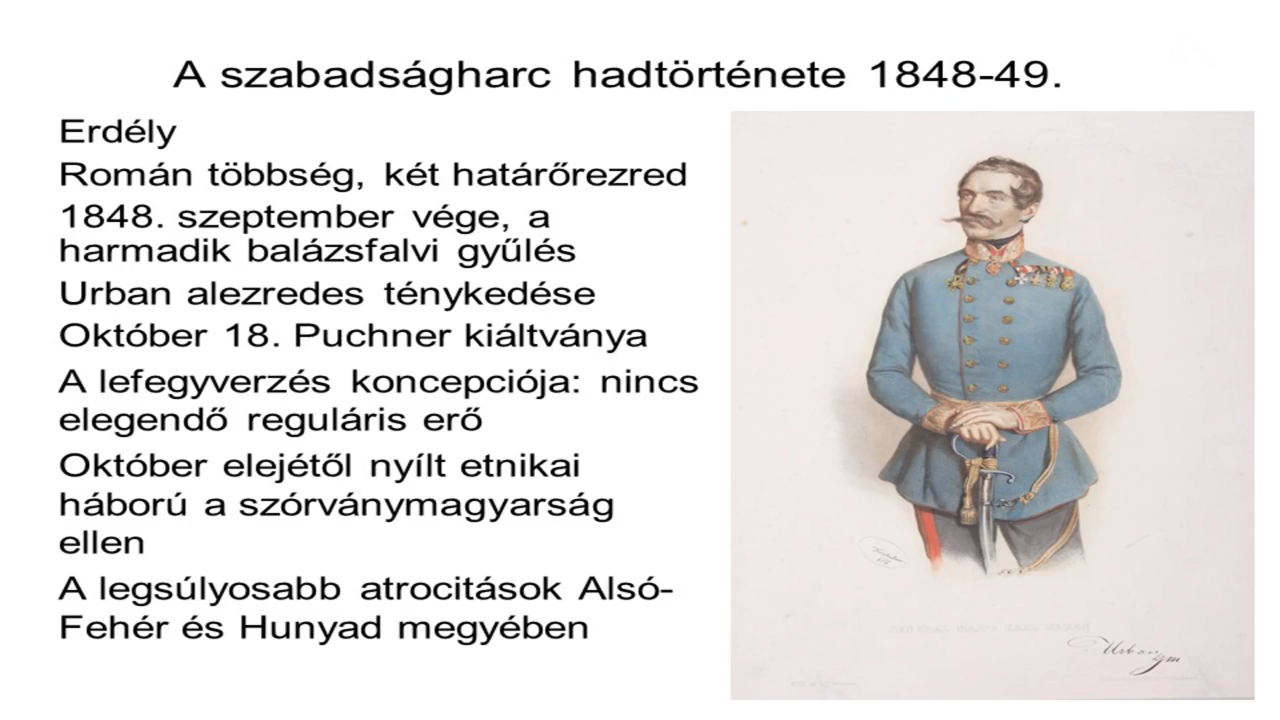 A szabadságharc hadtörténete 1848-49.
Erdély
Román többség, két határőrezred
1848. szeptember vége, a
harmadik balázsfalvi gyűlés
Urban alezredes ténykedése
Október 18. Puchner kiáltványa
A lefegyverzés koncepciója: nincs
elegendő reguláris erő
Október elejétől nyílt etnikai
háború a szórványmagyarság
ellen
A legsúlyosabb atrocitások Alsó-
Fehér és Hunyad megyében
Urban